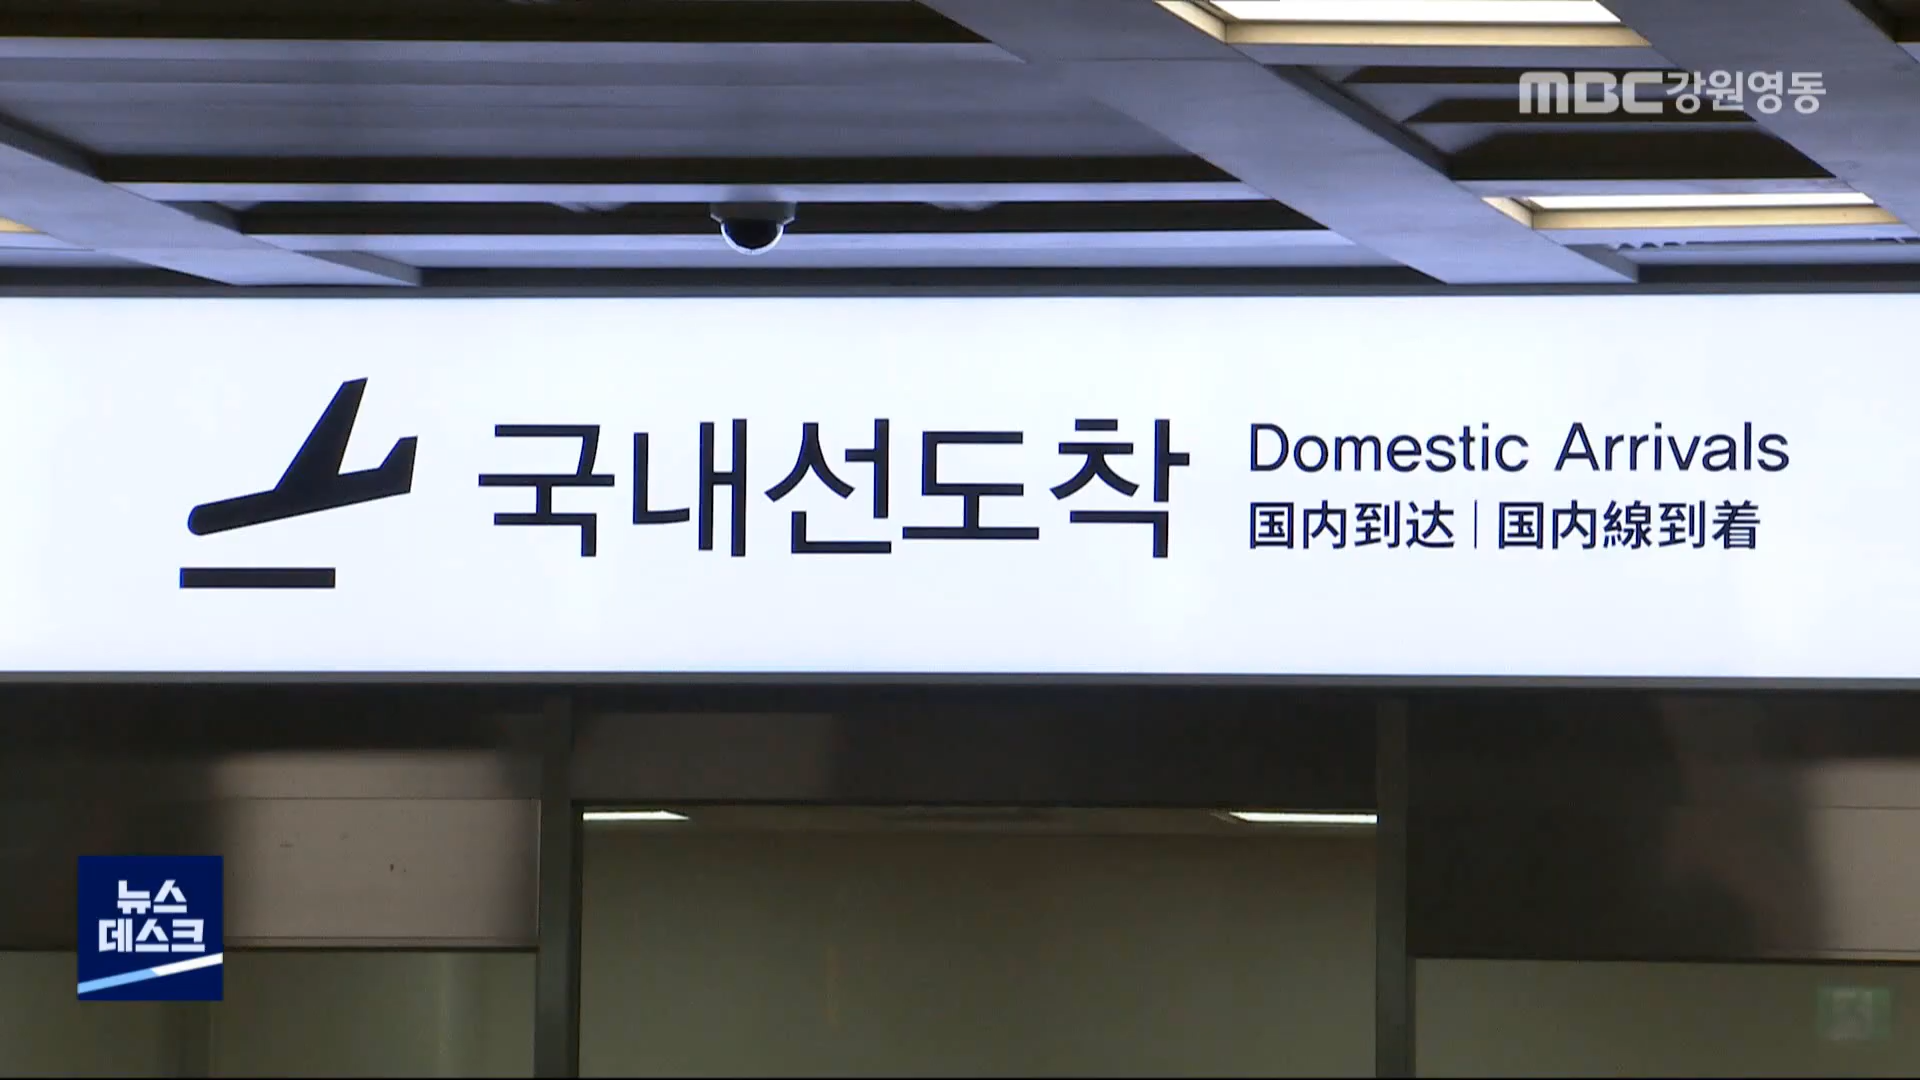 MBC강원영동
국내선도착
Domestic Arrivals
国内到达 | 国内線到着
뉴스
데스크